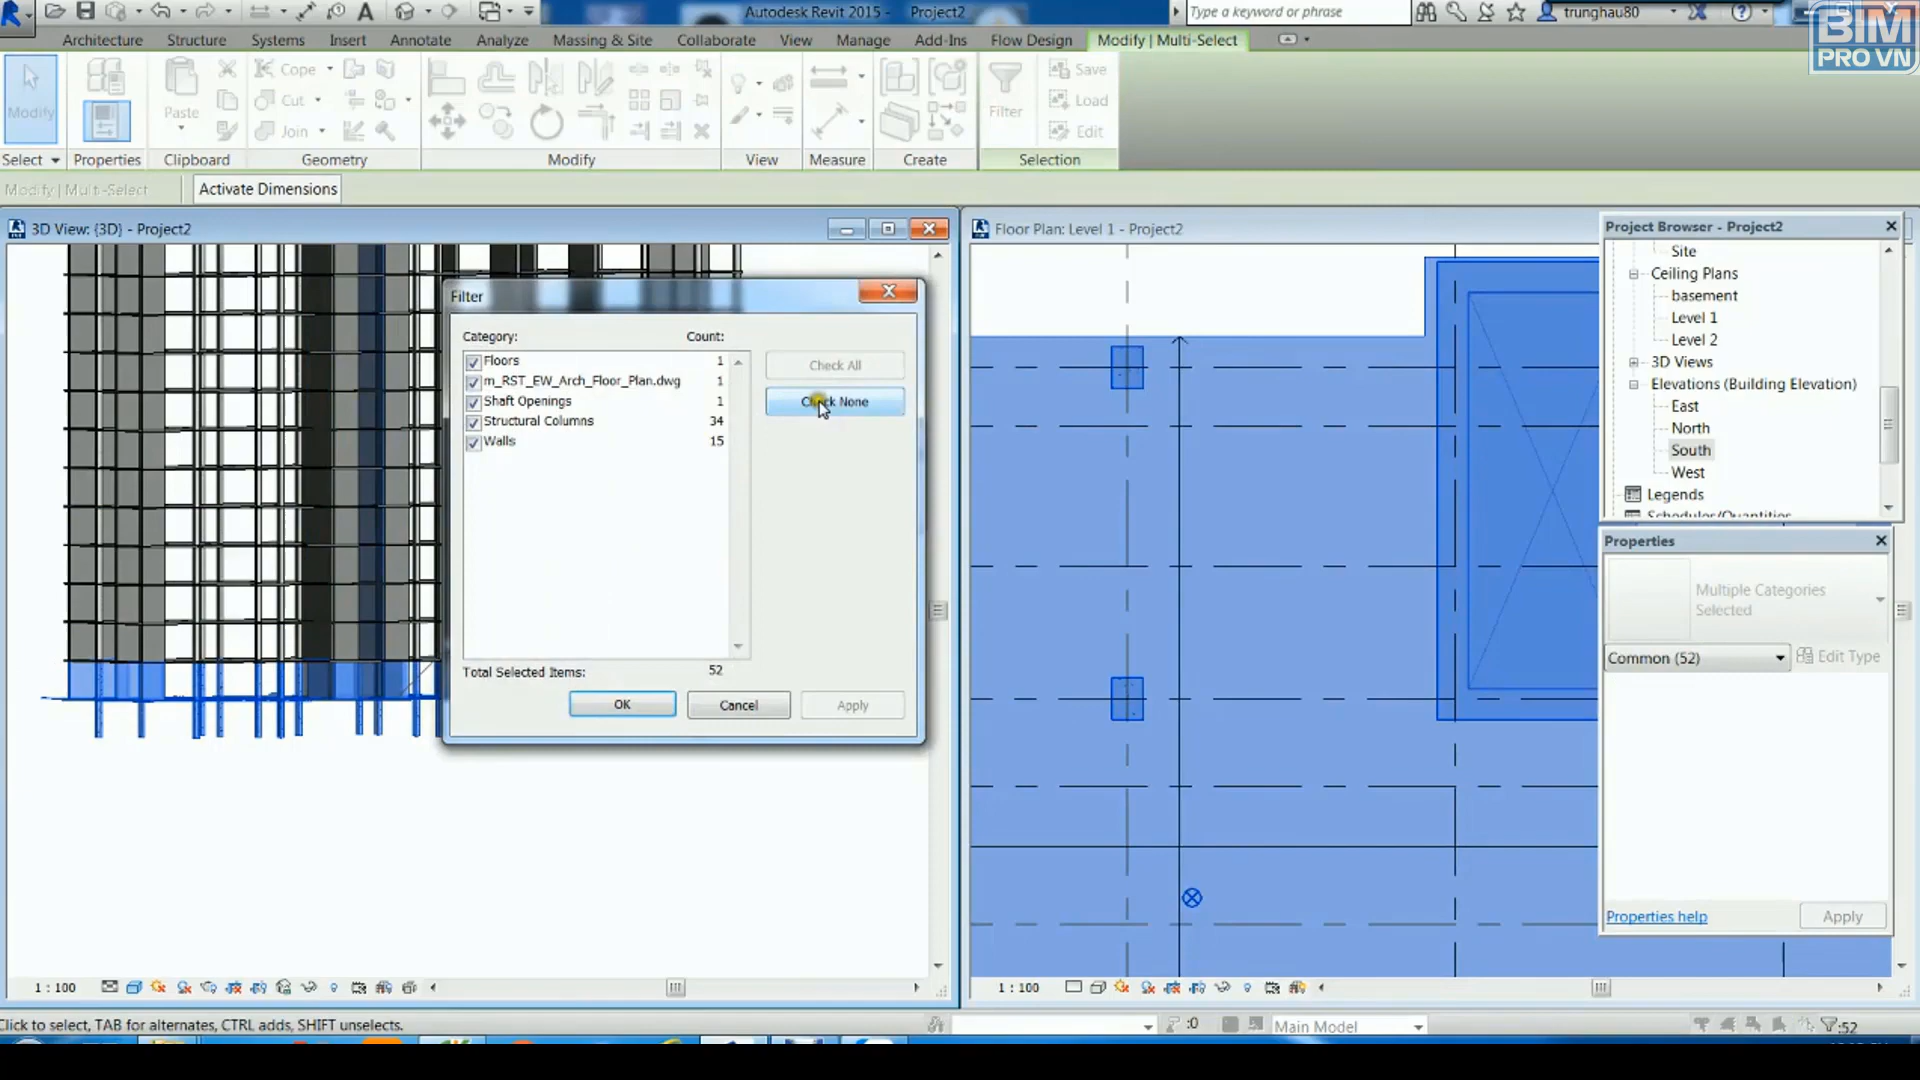 Autodesk Revit 2015 - Project2
Type a keyword or phrase
trunghau80
BIM
PRO VN
Architecture Structure Systems Insert Annotate Analyze Massing & Site Collaborate View Manage Add-Ins Flow Design Modify | Multi-Select
Modify
Paste
Cope
Cut
Join
Filter
Save
Load
Edit
Select Properties Clipboard Geometry Modify View Measure Create Selection
Modify | Multi-Select
Activate Dimensions
3D View: {3D} - Project2
Filter
Category: Count:
Floors 1
m_RST_EW_Arch_Floor_Plan.dwg 1
Shaft Openings 1
Structural Columns 34
Walls 15
Check All
Check None
Total Selected Items: 52
OK Cancel Apply
1 : 100
Floor Plan: Level 1 - Project2
1 : 100
Project Browser - Project2
Site
Ceiling Plans
basement
Level 1
Level 2
3D Views
Elevations (Building Elevation)
East
North
South
West
Legends
Schedules/Quantities
Properties
Multiple Categories
Selected
Common (52)
Edit Type
Properties help
Apply
Click to select, TAB for alternates, CTRL adds, SHIFT unselects.
:0
Main Model
:52